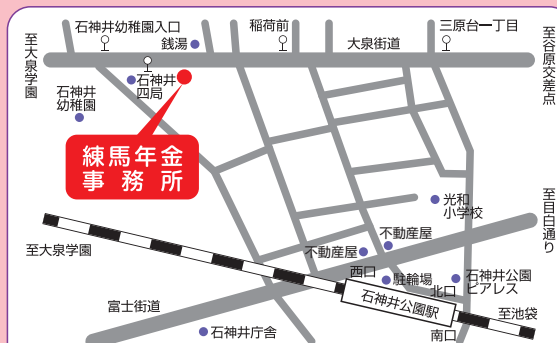 石神井幼稚園入口
稲荷前
三原台一丁目
銭湯
大泉街道
至大泉学園
至谷原交差点
石神井
四局
石神井
幼稚園
練馬年金
事務所
光和
小学校
至目白通り
不動産屋
不動産屋
至大泉学園
西口
駐輪場
北口
石神井公園
ピアレス
石神井公園駅
至池袋
富士街道
石神井庁舎
南口